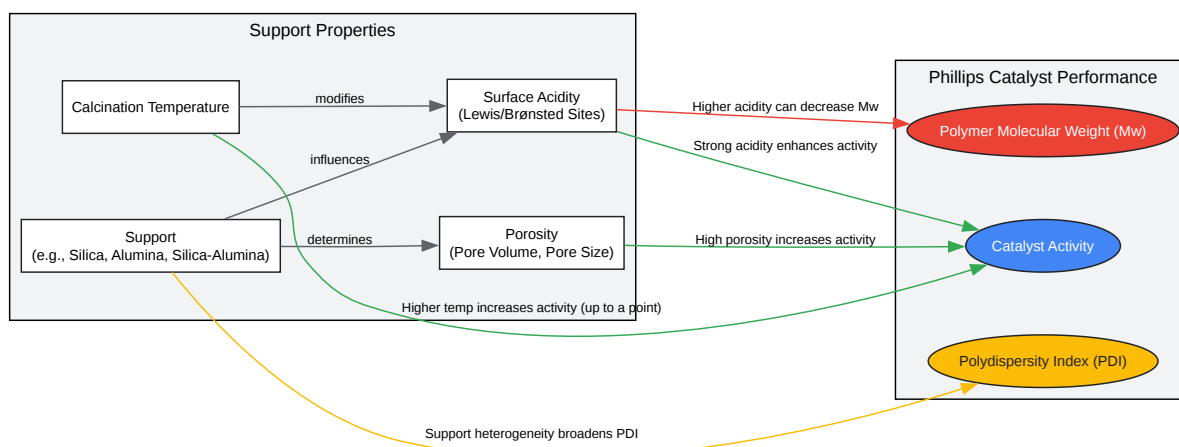 Support Properties
Phillips Catalyst Performance
Calcination Temperature
modifies
Surface Acidity
(Lewis/Brønsted Sites)
Higher acidity can decrease Mw
Polymer Molecular Weight (Mw)
Strong acidity enhances activity
influences
Support
(e.g., Silica, Alumina, Silica-Alumina)
determines
Porosity
(Pore Volume, Pore Size)
High porosity increases activity
Catalyst Activity
Higher temp increases activity (up to a point)
Polydispersity Index (PDI)
Support heterogeneity broadens PDI